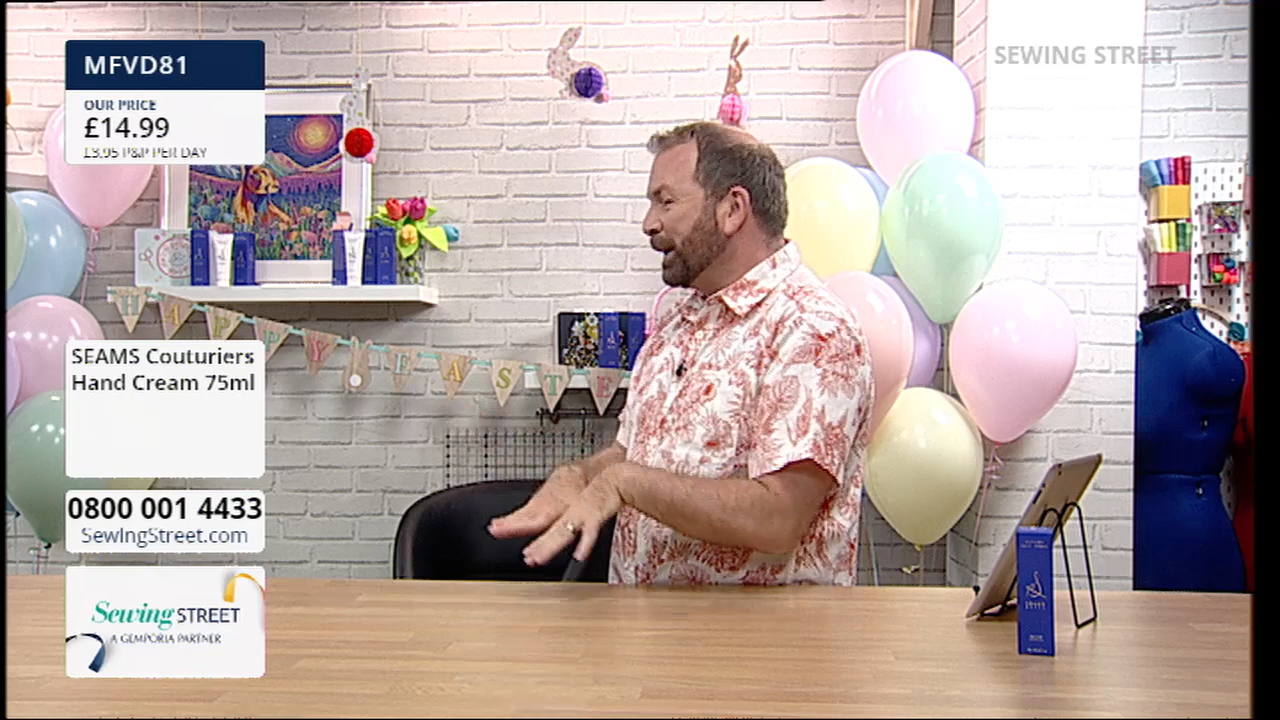 MFVD81
OUR PRICE
£14.99
£3.95 P&P PER DAY
SEWING STREET
HAPPY EASTE
SEAMS Couturiers
Hand Cream 75ml
0800 001 4433
SewingStreet.com
Sewing STREET
A GEMPORIA PARTNER